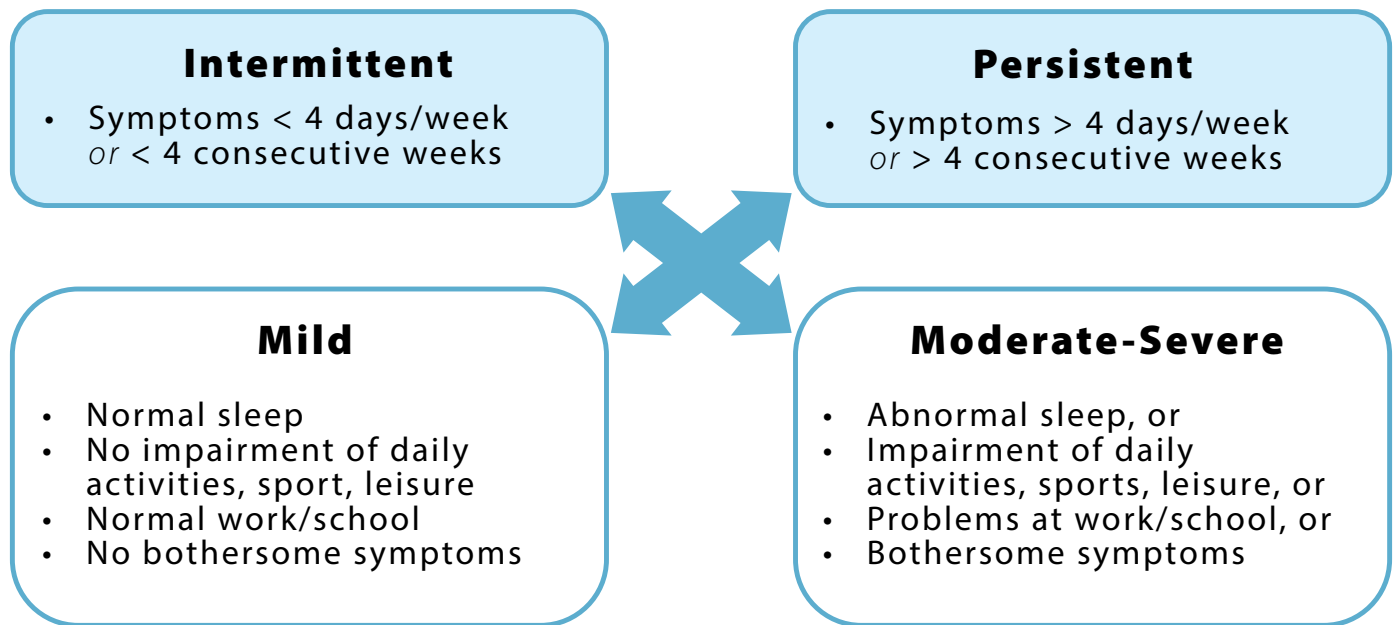 Intermittent
• Symptoms < 4 days/week
or < 4 consecutive weeks
Persistent
• Symptoms > 4 days/week
or > 4 consecutive weeks
Mild
• Normal sleep
• No impairment of daily
activities, sport, leisure
• Normal work/school
• No bothersome symptoms
Moderate-Severe
• Abnormal sleep, or
• Impairment of daily
activities, sports, leisure, or
• Problems at work/school, or
• Bothersome symptoms